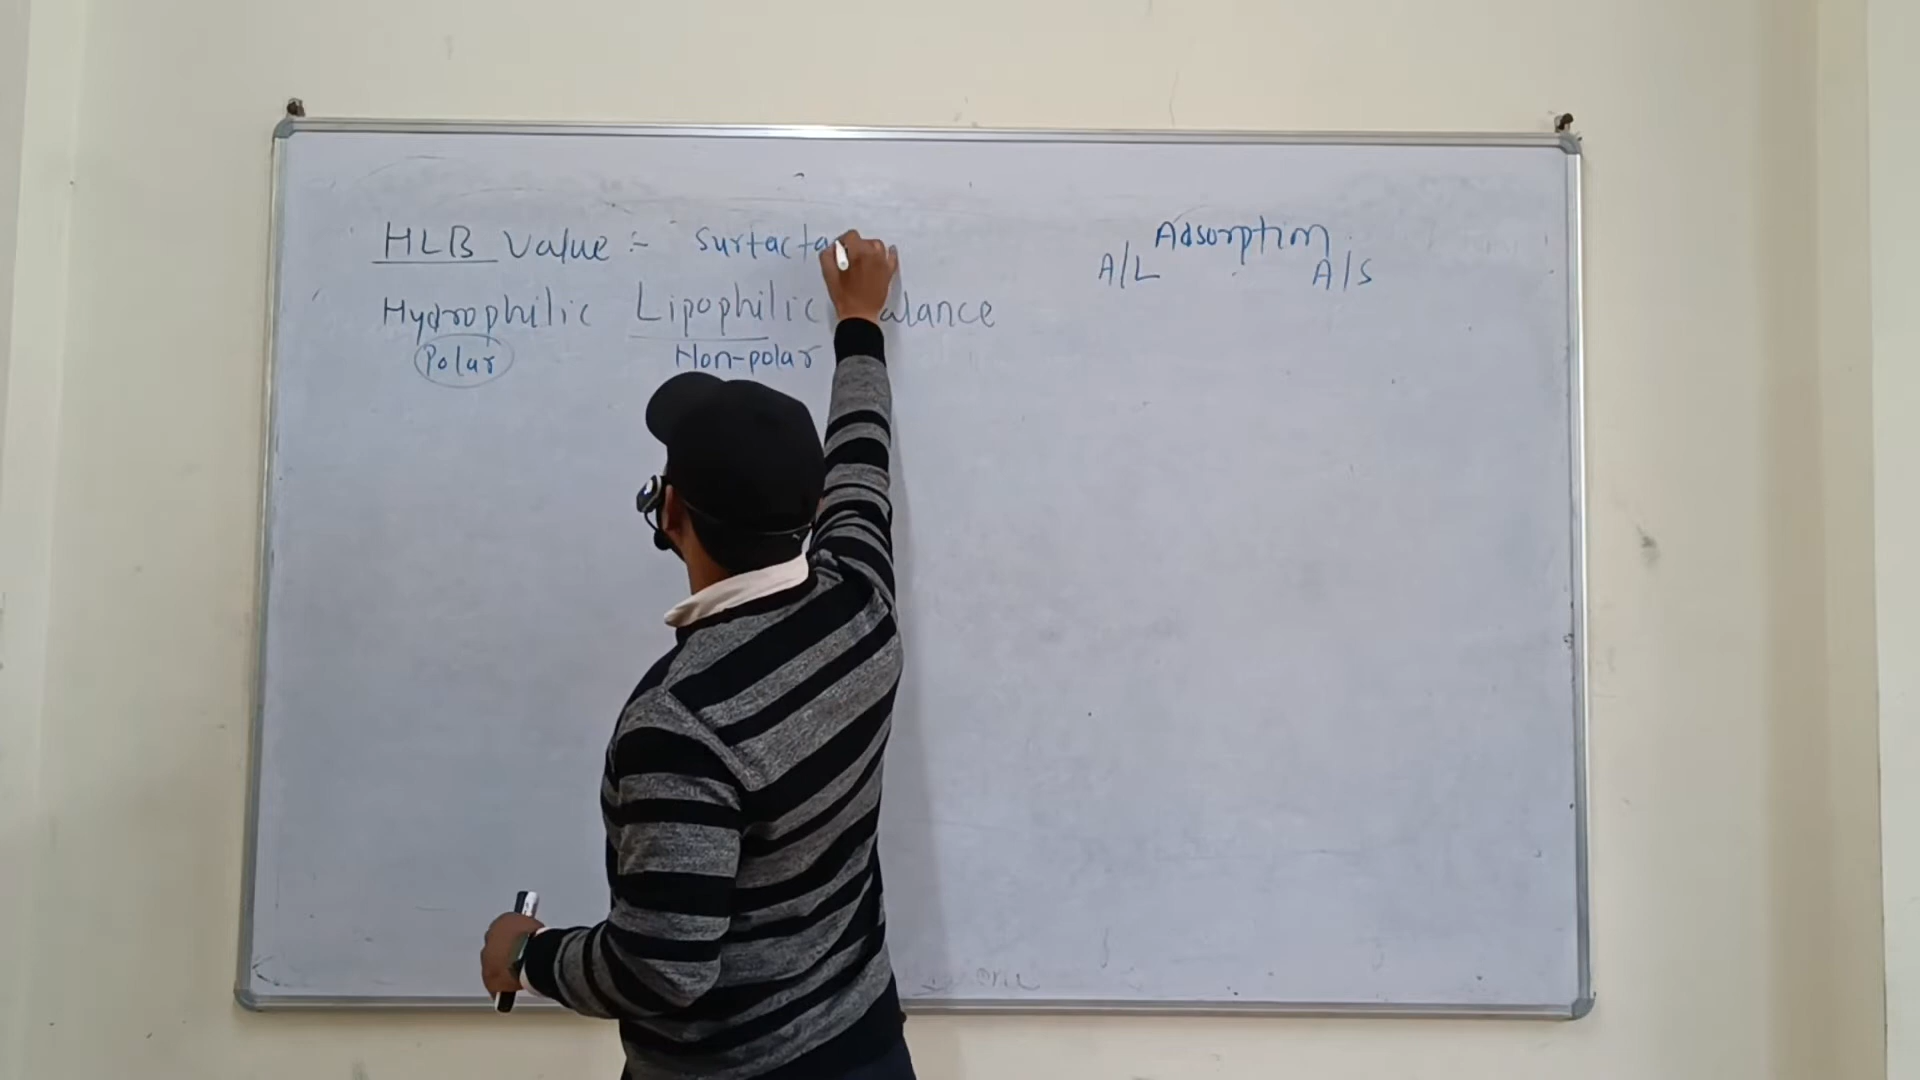 HLB Value :- Surfacta
Hydrophilic Lipophilic alance
Polar Non-polar
Adsorption
A/L A/S